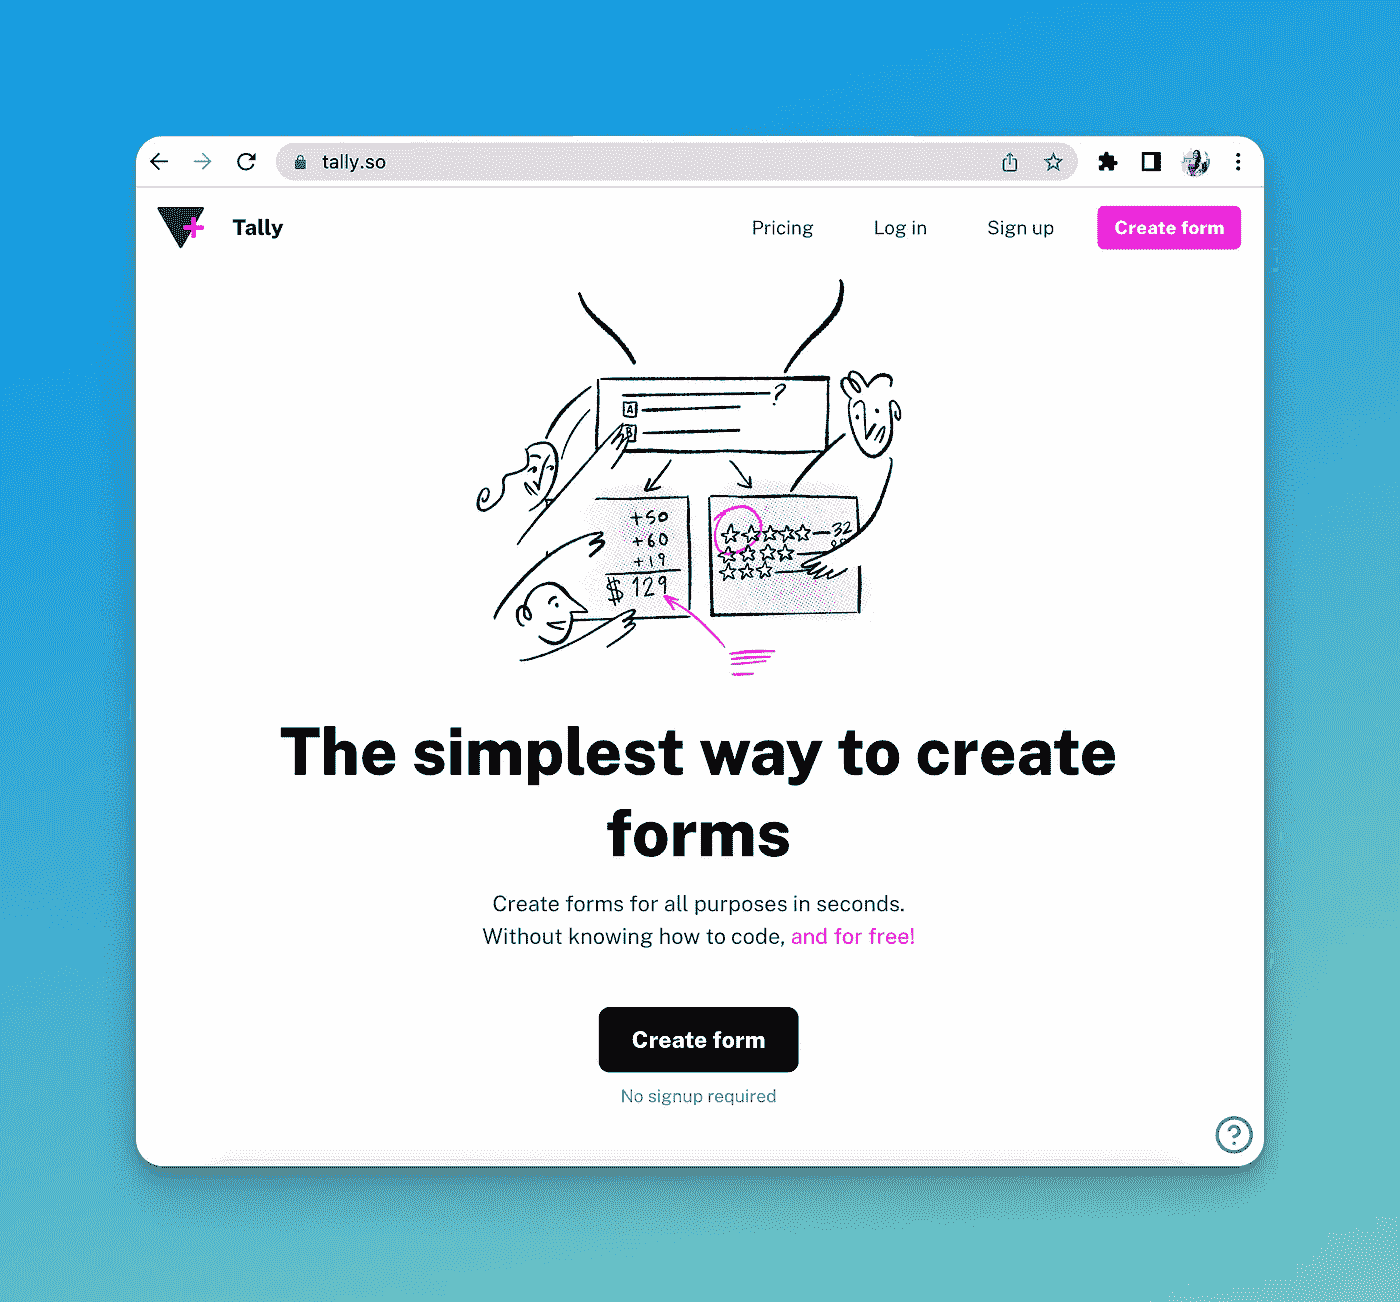 tally.so
Tally
Pricing
Log in
Sign up
Create form
?
A
B
+50
+60
+19
$129
32
The simplest way to create
forms
Create forms for all purposes in seconds.
Without knowing how to code, and for free!
Create form
No signup required
?